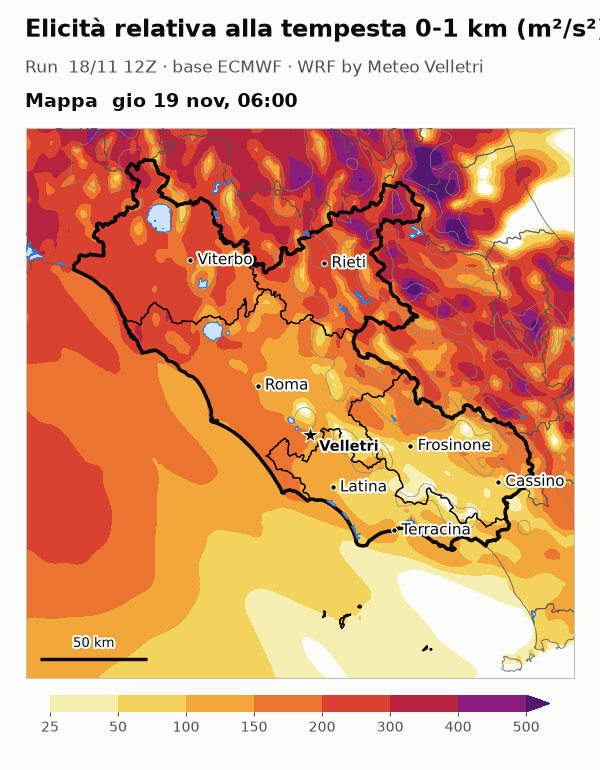 Elicità relativa alla tempesta 0-1 km (m²/s²)
Run  18/11 12Z · base ECMWF · WRF by Meteo Velletri
Mappa  gio 19 nov, 06:00
Viterbo
Rieti
Roma
Velletri
Frosinone
Cassino
Latina
Terracina
50 km
25 50 100 150 200 300 400 500